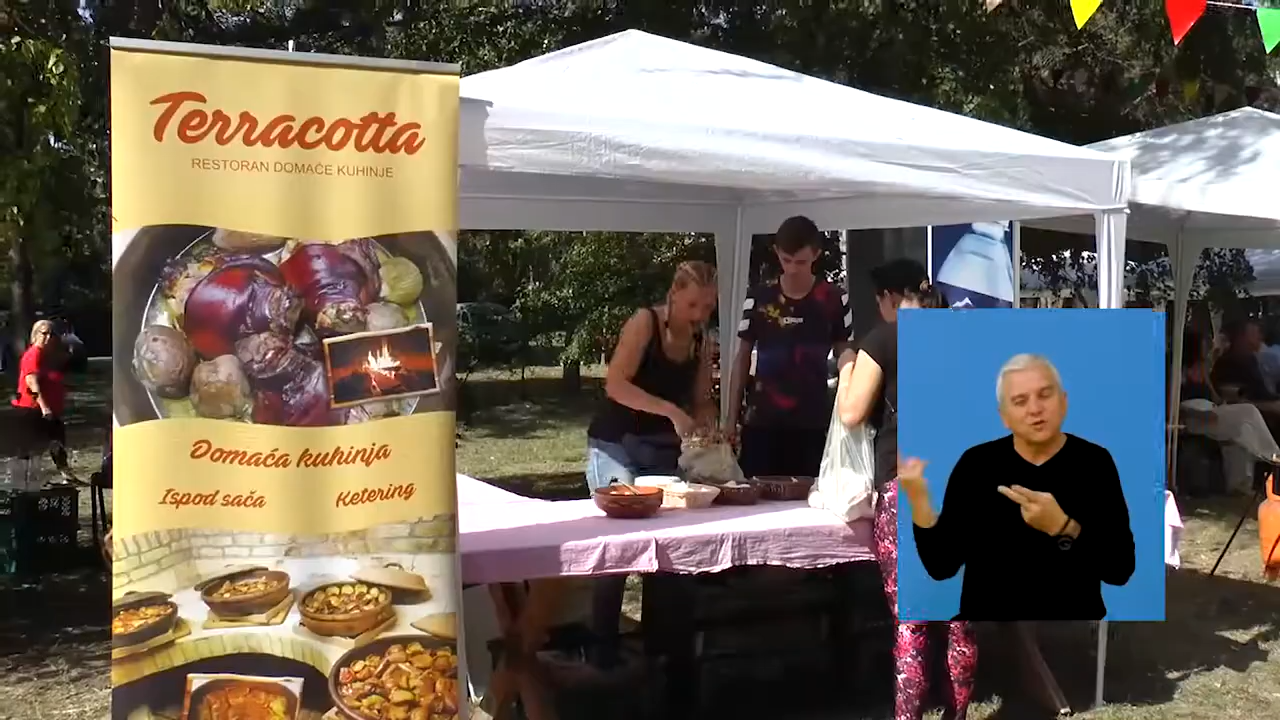 Terracotta
RESTORAN DOMAĆE KUHINJE
Domaća kuhinja
Ispod sača
Ketering